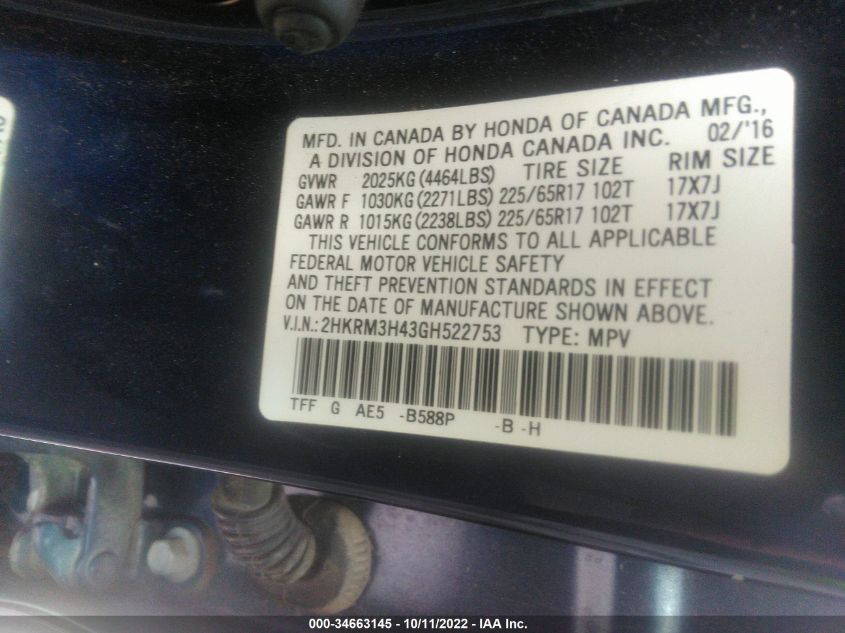 MFD. IN CANADA BY HONDA OF CANADA MFG.,
A DIVISION OF HONDA CANADA INC. 02/'16
GVWR 2025KG (4464LBS) TIRE SIZE RIM SIZE
GAWR F 1030KG (2271LBS) 225/65R17 102T 17X7J
GAWR R 1015KG (2238LBS) 225/65R17 102T 17X7J
THIS VEHICLE CONFORMS TO ALL APPLICABLE
FEDERAL MOTOR VEHICLE SAFETY
AND THEFT PREVENTION STANDARDS IN EFFECT
ON THE DATE OF MANUFACTURE SHOWN ABOVE.
V.I.N.: 2HKRM3H43GH522753 TYPE: MPV
TFF G AE5 -B588P -B -H
000-34663145 - 10/11/2022 - IAA Inc.